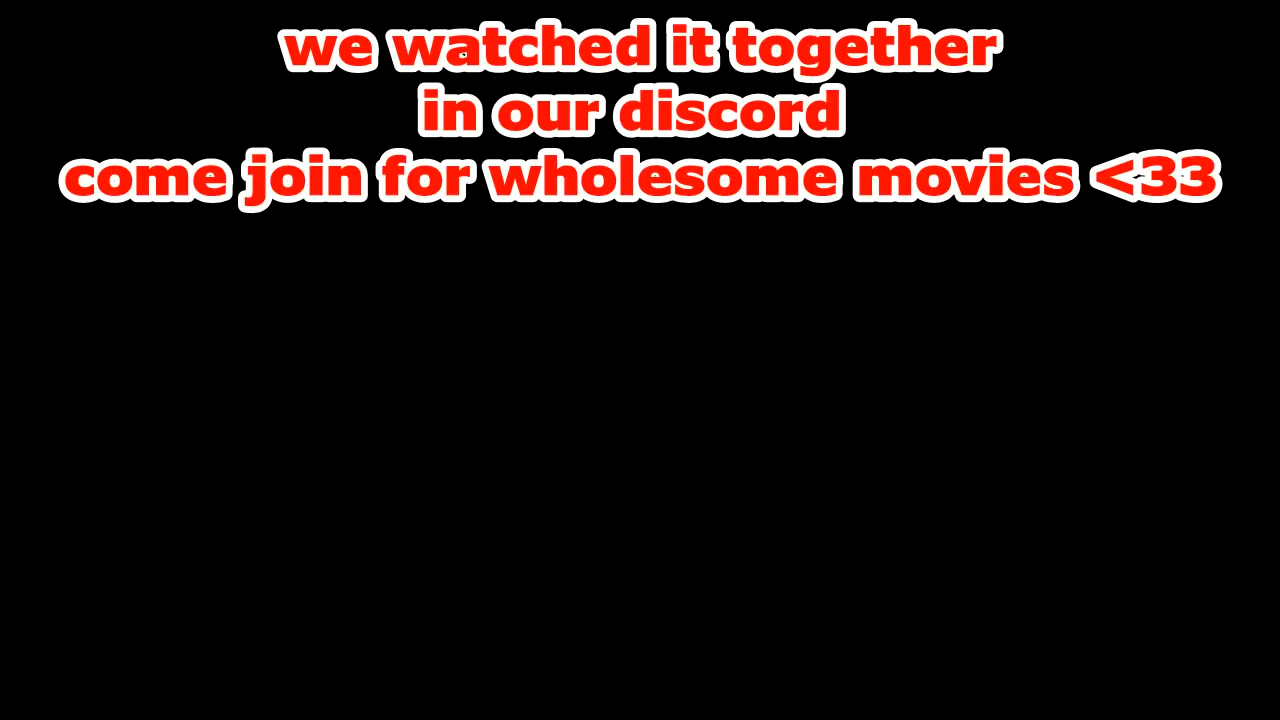 we watched it together
in our discord
come join for wholesome movies <33